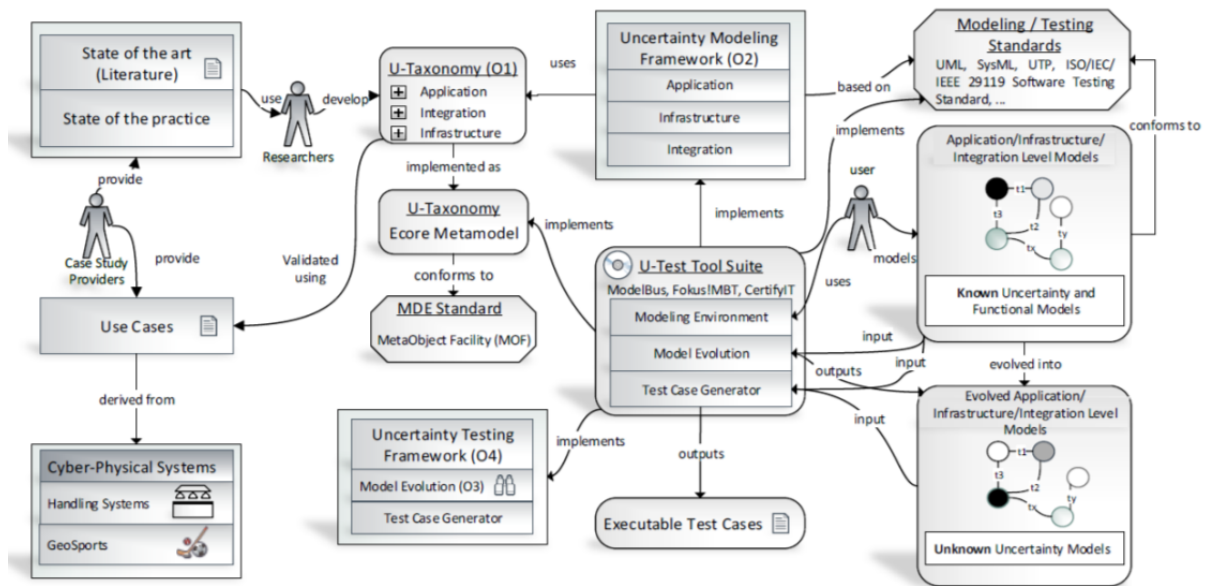 State of the art
(Literature)
State of the practice
provide
Case Study
Providers
provide
Use Cases
derived from
Cyber-Physical Systems
Handling Systems
GeoSports
use
Researchers
develop
U-Taxonomy (O1)
Application
Integration
Infrastructure
implemented as
U-Taxonomy
Ecore Metamodel
conforms to
MDE Standard
MetaObject Facility (MOF)
Validated
using
uses
Uncertainty Modeling
Framework (O2)
Application
Infrastructure
Integration
implements
implements
U-Test Tool Suite
ModelBus, Fokus!MBT, CertifyIT
Modeling Environment
Model Evolution
Test Case Generator
implements
Uncertainty Testing
Framework (O4)
Model Evolution (O3)
Test Case Generator
outputs
Executable Test Cases
based on
implements
Modeling / Testing
Standards
UML, SysML, UTP, ISO/IEC/
IEEE 29119 Software Testing
Standard, ...
conforms to
user
models
uses
Application/Infrastructure/
Integration Level Models
t1
t3
t2
tx
ty
Known Uncertainty and
Functional Models
input
input
outputs
input
evolved into
Evolved Application/
Infrastructure/Integration Level
Models
t1
t3
t2
tx
ty
Unknown Uncertainty Models